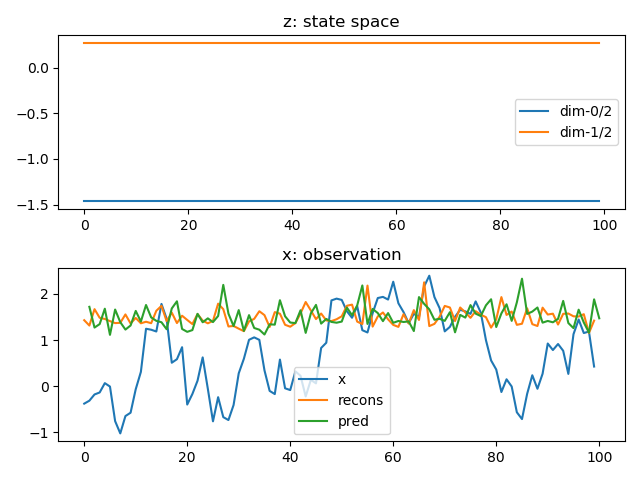 z: state space
0.0
−0.5
−1.0
−1.5
dim-0/2
dim-1/2
0 20 40 60 80 100
x: observation
2
1
0
−1
x
recons
pred
0 20 40 60 80 100